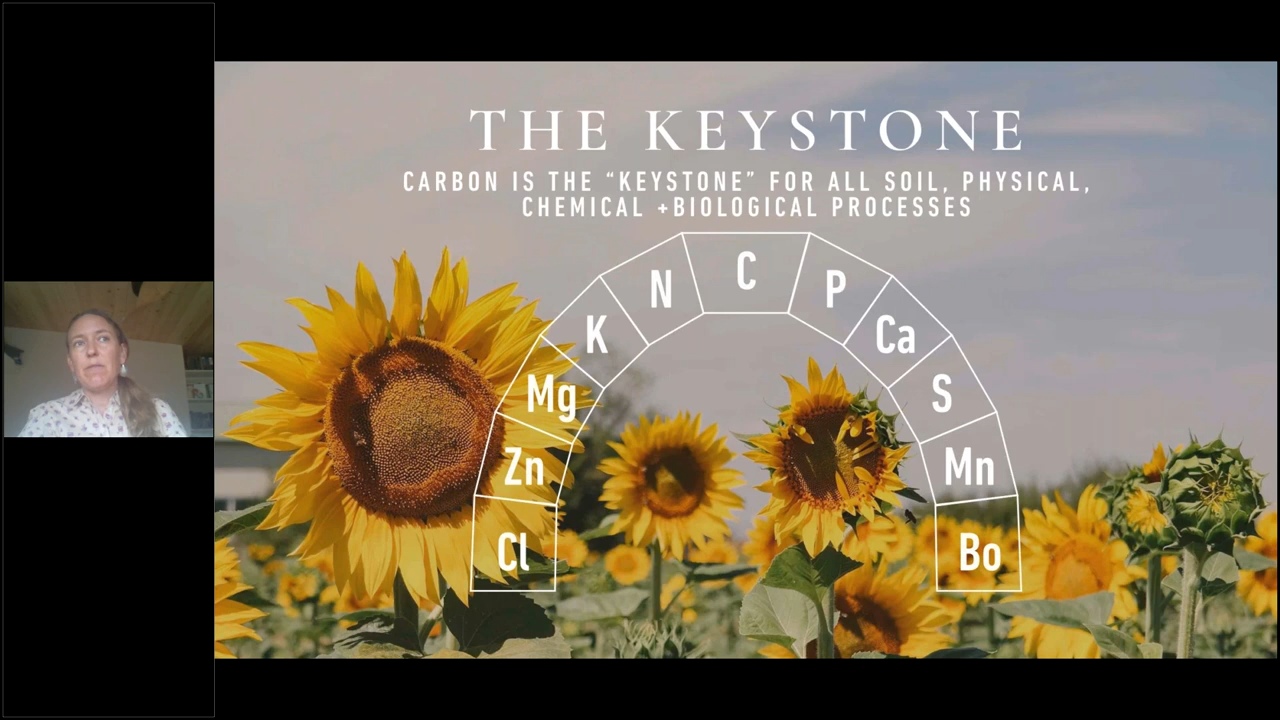 THE KEYSTONE
CARBON IS THE “KEYSTONE” FOR ALL SOIL, PHYSICAL,
CHEMICAL +BIOLOGICAL PROCESSES
Cl
Zn
Mg
K
N
C
P
Ca
S
Mn
Bo